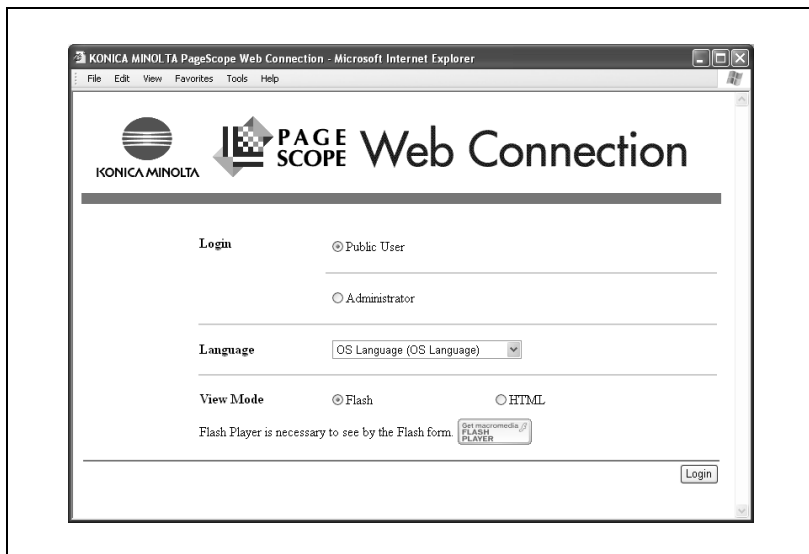 KONICA MINOLTA PageScope Web Connection - Microsoft Internet Explorer
File Edit View Favorites Tools Help
KONICA MINOLTA
PAGE SCOPE Web Connection
Login Public User
Administrator
Language OS Language (OS Language)
View Mode Flash HTML
Flash Player is necessary to see by the Flash form. Get macromedia FLASH PLAYER
Login